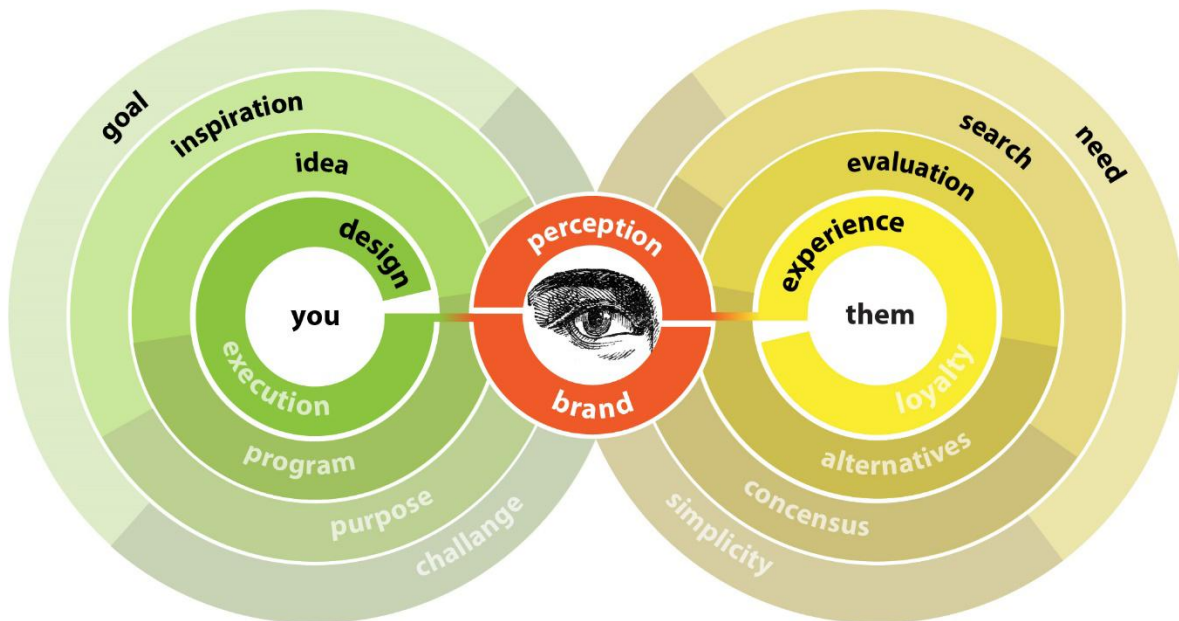 goal
inspiration
idea
design
you
execution
program
purpose
challange
perception
brand
need
search
evaluation
experience
them
loyalty
alternatives
concensus
simplicity